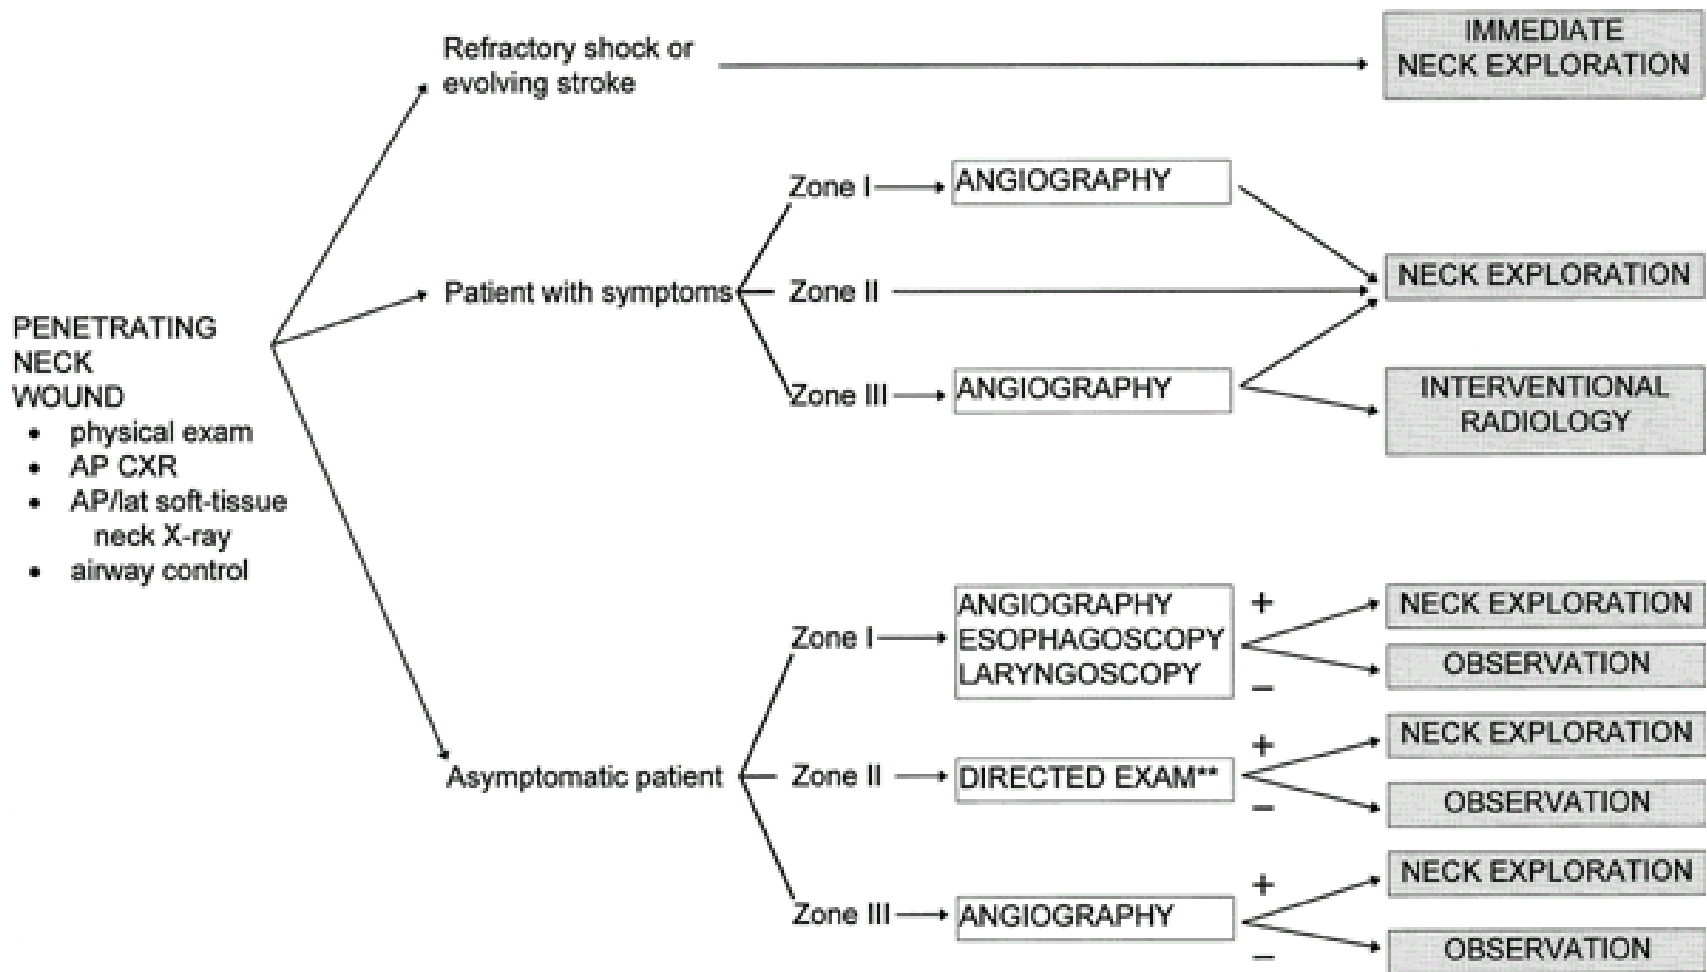 PENETRATING
NECK
WOUND
• physical exam
• AP CXR
• AP/lat soft-tissue
neck X-ray
• airway control
Refractory shock or
evolving stroke
IMMEDIATE
NECK EXPLORATION
Patient with symptoms
Zone I
ANGIOGRAPHY
Zone II
NECK EXPLORATION
Zone III
ANGIOGRAPHY
INTERVENTIONAL
RADIOLOGY
Asymptomatic patient
Zone I
ANGIOGRAPHY
ESOPHAGOSCOPY
LARYNGOSCOPY
+
NECK EXPLORATION
−
OBSERVATION
Zone II
DIRECTED EXAM**
+
NECK EXPLORATION
−
OBSERVATION
Zone III
ANGIOGRAPHY
+
NECK EXPLORATION
−
OBSERVATION